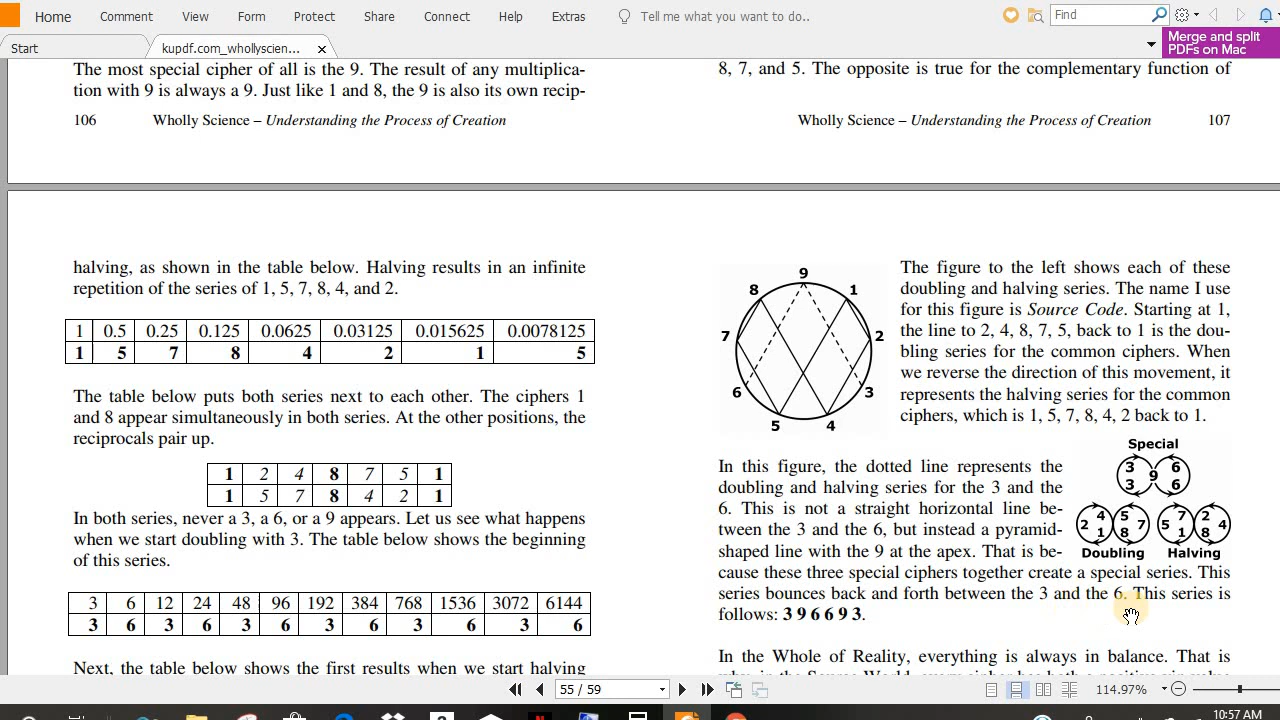 Home Comment View Form Protect Share Connect Help Extras Tell me what you want to do.. Find
Start kupdf.com_whollyscien... × Merge and split
PDFs on Mac
The most special cipher of all is the 9. The result of any multiplica-
tion with 9 is always a 9. Just like 1 and 8, the 9 is also its own recip-
106 Wholly Science – Understanding the Process of Creation
8, 7, and 5. The opposite is true for the complementary function of
Wholly Science – Understanding the Process of Creation 107
halving, as shown in the table below. Halving results in an infinite
repetition of the series of 1, 5, 7, 8, 4, and 2.
1 0.5 0.25 0.125 0.0625 0.03125 0.015625 0.0078125
1 5 7 8 4 2 1 5
The table below puts both series next to each other. The ciphers 1
and 8 appear simultaneously in both series. At the other positions, the
reciprocals pair up.
1 2 4 8 7 5 1
1 5 7 8 4 2 1
In both series, never a 3, a 6, or a 9 appears. Let us see what happens
when we start doubling with 3. The table below shows the beginning
of this series.
3 6 12 24 48 96 192 384 768 1536 3072 6144
3 6 3 6 3 6 3 6 3 6 3 6
Next, the table below shows the first results when we start halving
9
8 1
7 2
6 3
5 4
The figure to the left shows each of these
doubling and halving series. The name I use
for this figure is Source Code. Starting at 1,
the line to 2, 4, 8, 7, 5, back to 1 is the dou-
bling series for the common ciphers. When
we reverse the direction of this movement, it
represents the halving series for the common
ciphers, which is 1, 5, 7, 8, 4, 2 back to 1.
In this figure, the dotted line represents the
doubling and halving series for the 3 and the
6. This is not a straight horizontal line be-
tween the 3 and the 6, but instead a pyramid-
shaped line with the 9 at the apex. That is be-
cause these three special ciphers together create a special series. This
series bounces back and forth between the 3 and the 6. This series is
follows: 3 9 6 6 9 3.
Special
3 6
9
3 6
4 5 7 2
2 7 5 4
1 8 1 8
Doubling Halving
In the Whole of Reality, everything is always in balance. That is
55 / 59 114.97%
10:57 AM